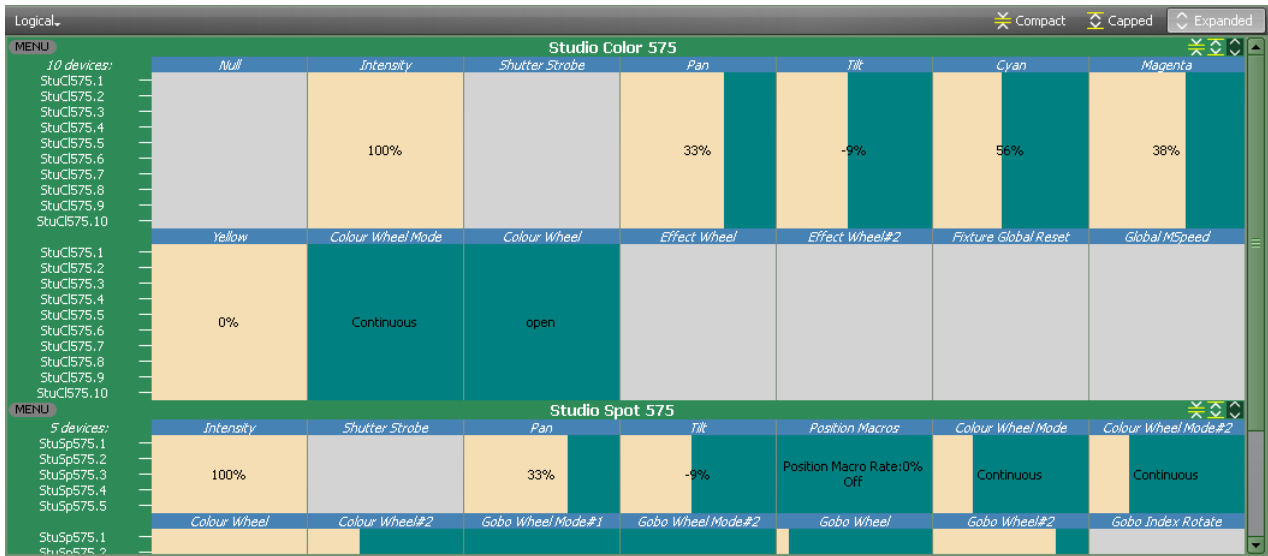 Logical
Compact Capped Expanded
MENU Studio Color 575
10 devices: Null Intensity Shutter Strobe Pan Tilt Cyan Magenta
StuCl575.1
StuCl575.2
StuCl575.3
StuCl575.4
StuCl575.5
100% 33% -9% 56% 38%
StuCl575.6
StuCl575.7
StuCl575.8
StuCl575.9
StuCl575.10
Yellow Colour Wheel Mode Colour Wheel Effect Wheel Effect Wheel#2 Fixture Global Reset Global MSpeed
StuCl575.1
StuCl575.2
StuCl575.3
StuCl575.4
StuCl575.5
0% Continuous open
StuCl575.6
StuCl575.7
StuCl575.8
StuCl575.9
StuCl575.10
MENU Studio Spot 575
5 devices: Intensity Shutter Strobe Pan Tilt Position Macros Colour Wheel Mode Colour Wheel Mode#2
StuSp575.1
StuSp575.2
StuSp575.3 100% 33% -9% Position Macro Rate:0% Continuous Continuous
Off
StuSp575.4
StuSp575.5
Colour Wheel Colour Wheel#2 Gobo Wheel Mode#1 Gobo Wheel Mode#2 Gobo Wheel Gobo Wheel#2 Gobo Index Rotate
StuSp575.1
StuSp575.2